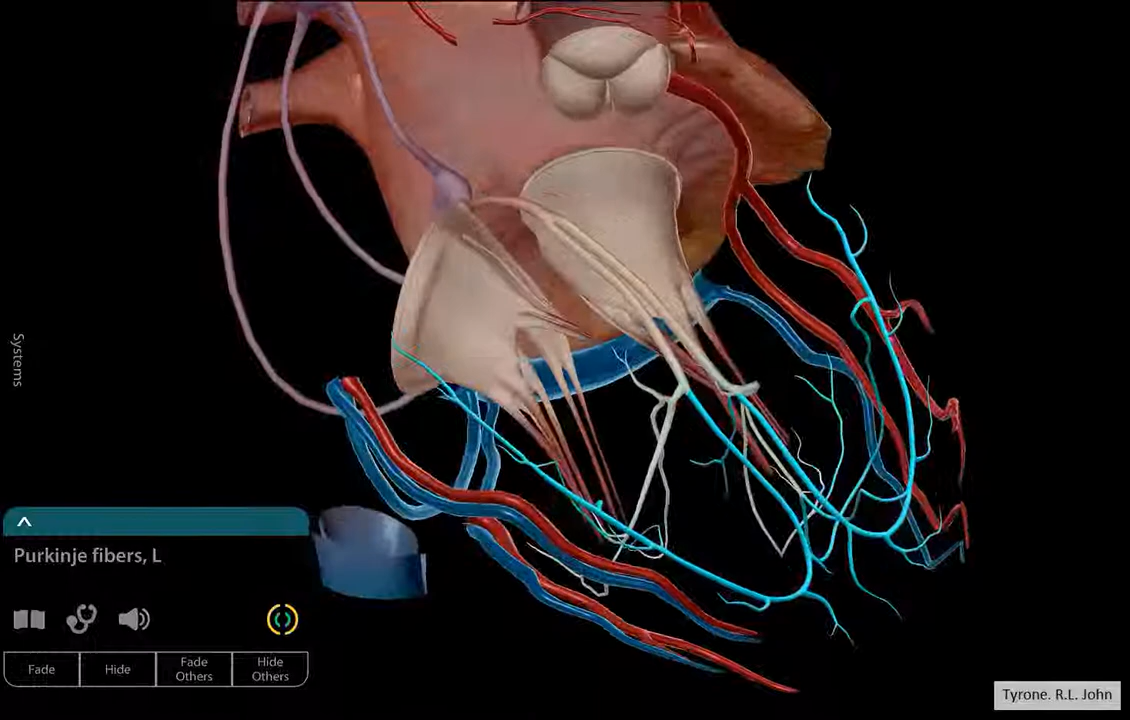 Systems
^
Purkinje fibers, L
Fade
Hide
Fade
Others
Hide
Others
Tyrone. R.L. John